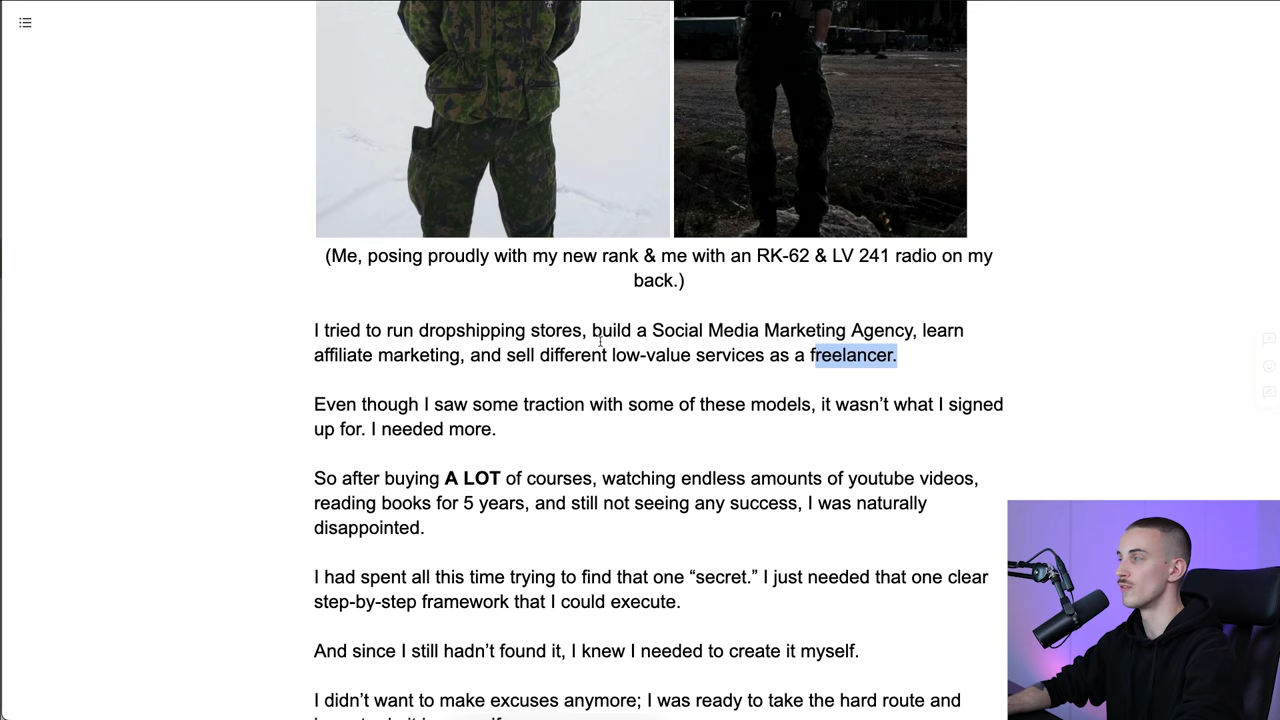 (Me, posing proudly with my new rank & me with an RK-62 & LV 241 radio on my
back.)
I tried to run dropshipping stores, build a Social Media Marketing Agency, learn
affiliate marketing, and sell different low-value services as a freelancer.
Even though I saw some traction with some of these models, it wasn’t what I signed
up for. I needed more.
So after buying A LOT of courses, watching endless amounts of youtube videos,
reading books for 5 years, and still not seeing any success, I was naturally
disappointed.
I had spent all this time trying to find that one “secret.” I just needed that one clear
step-by-step framework that I could execute.
And since I still hadn’t found it, I knew I needed to create it myself.
I didn’t want to make excuses anymore; I was ready to take the hard route and